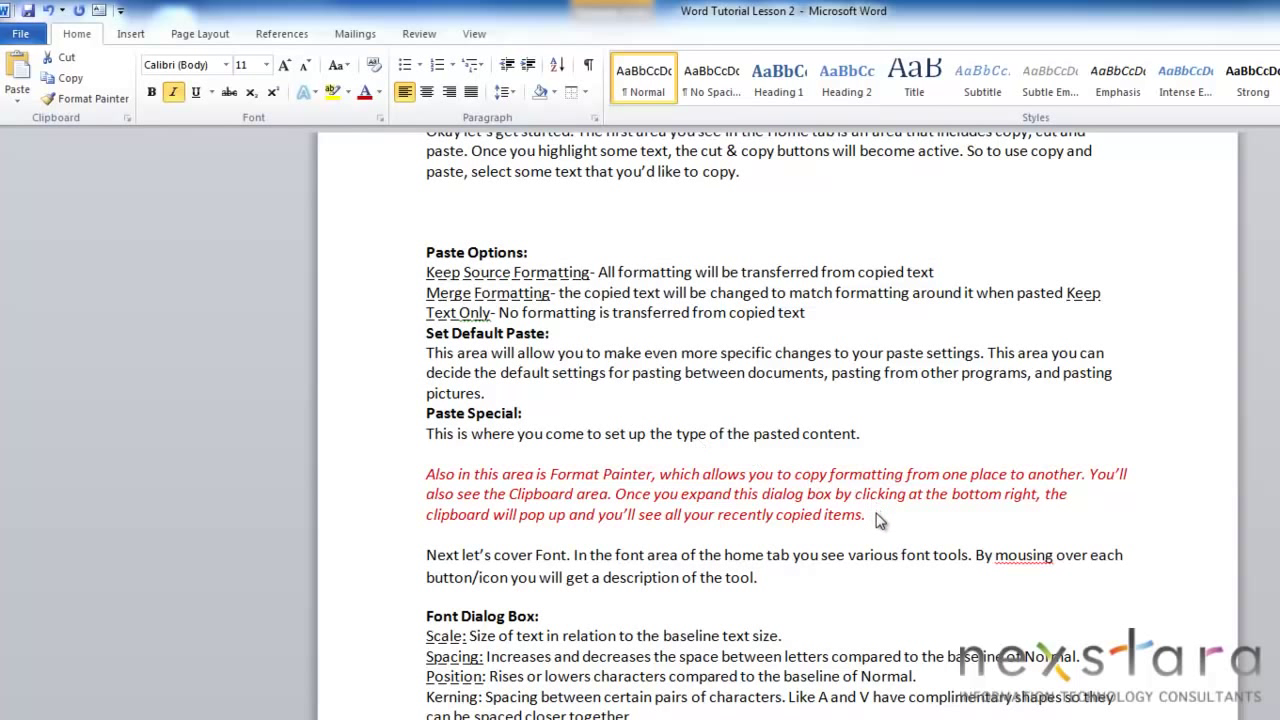 Word Tutorial Lesson 2 - Microsoft Word
File Home Insert Page Layout References Mailings Review View
Cut
Copy
Format Painter
Paste
Calibri (Body) 11
AaBbCcDc AaBbCcDc AaBbC AaBbCc AaB AaBbCc. AaBbCcDc AaBbCcDc AaBbCcDc AaBbCcDc
¶ Normal ¶ No Spaci... Heading 1 Heading 2 Title Subtitle Subtle Em... Emphasis Intense E... Strong
Clipboard Font Paragraph Styles
Okay let's get started. The first area you see in the Home tab is an area that includes copy, cut and
paste. Once you highlight some text, the cut & copy buttons will become active. So to use copy and
paste, select some text that you'd like to copy.
Paste Options:
Keep Source Formatting- All formatting will be transferred from copied text
Merge Formatting- the copied text will be changed to match formatting around it when pasted Keep
Text Only- No formatting is transferred from copied text
Set Default Paste:
This area will allow you to make even more specific changes to your paste settings. This area you can
decide the default settings for pasting between documents, pasting from other programs, and pasting
pictures.
Paste Special:
This is where you come to set up the type of the pasted content.
Also in this area is Format Painter, which allows you to copy formatting from one place to another. You'll
also see the Clipboard area. Once you expand this dialog box by clicking at the bottom right, the
clipboard will pop up and you'll see all your recently copied items.
Next let's cover Font. In the font area of the home tab you see various font tools. By mousing over each
button/icon you will get a description of the tool.
Font Dialog Box:
Scale: Size of text in relation to the baseline text size.
Spacing: Increases and decreases the space between letters compared to the baseline of Normal.
Position: Rises or lowers characters compared to the baseline of Normal.
Kerning: Spacing between certain pairs of characters. Like A and V have complimentary shapes so they
can be spaced closer together
nexstara
INFORMATION TECHNOLOGY CONSULTANTS